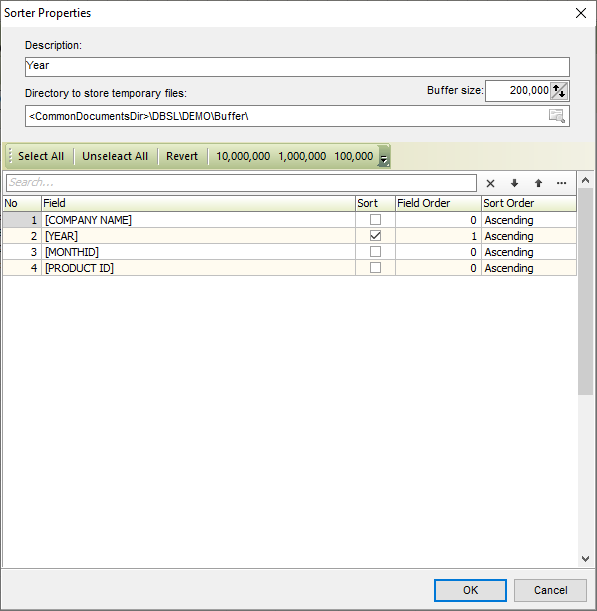 Sorter Properties
Description:
Year
Directory to store temporary files:
Buffer size: 200,000
<CommonDocumentsDir>\DBSL\DEMO\Buffer\
Select All Unseleact All Revert 10,000,000 1,000,000 100,000
Search...
No Field Sort Field Order Sort Order
1 [COMPANY NAME] 0 Ascending
2 [YEAR] 1 Ascending
3 [MONTHID] 0 Ascending
4 [PRODUCT ID] 0 Ascending
OK Cancel